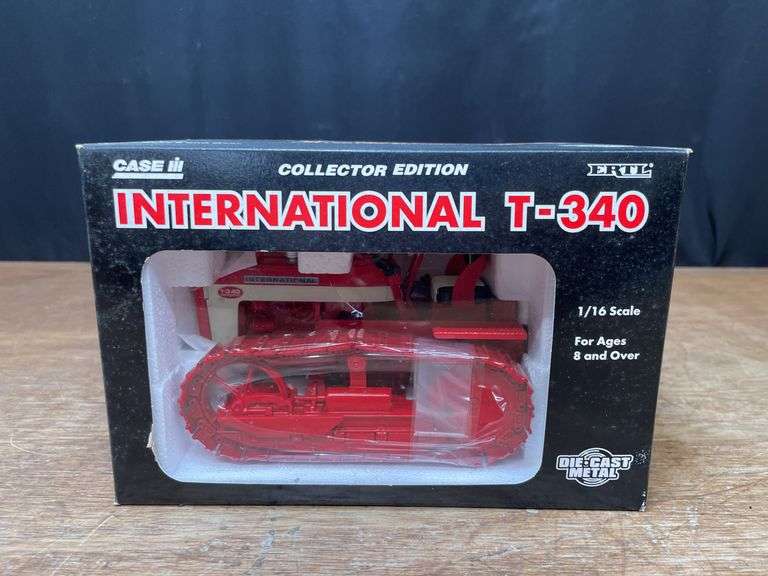 CASE IH
COLLECTOR EDITION
ERTL
INTERNATIONAL T-340
INTERNATIONAL
T-340
1/16 Scale
For Ages
8 and Over
DIE-CAST
METAL